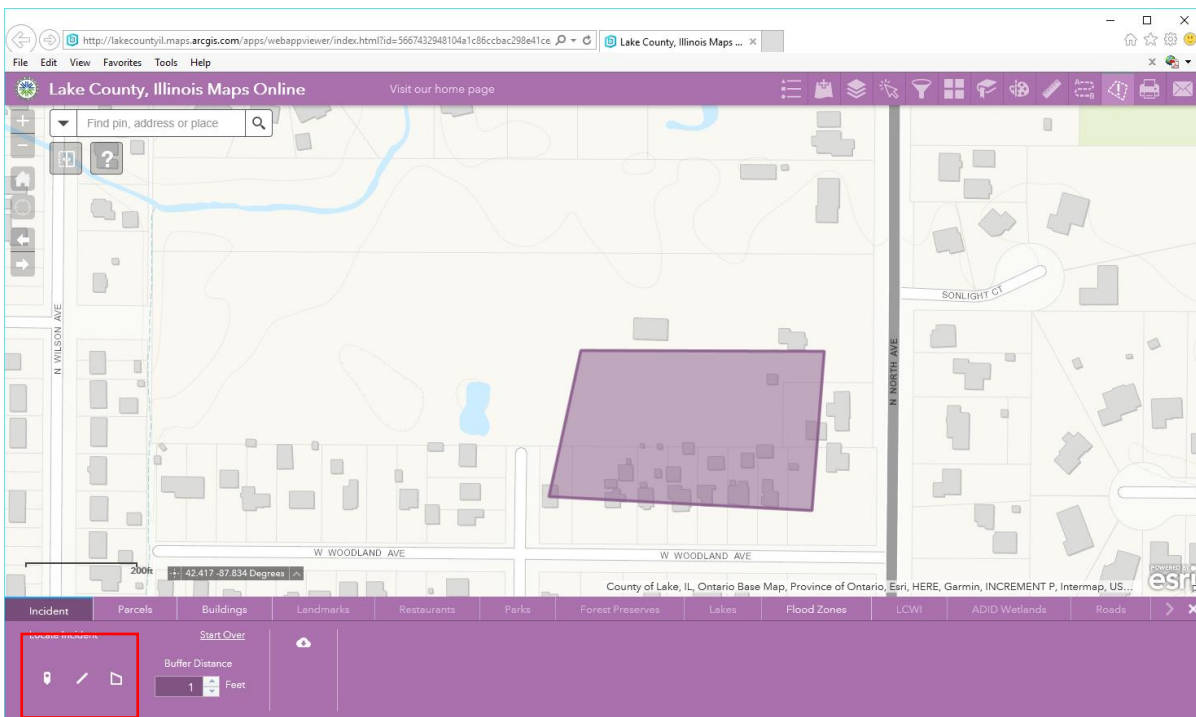 http://lakecountyil.maps.arcgis.com/apps/webappviewer/index.html?id=5667432948104a1c86ccbac298e41ce
Lake County, Illinois Maps ...
File Edit View Favorites Tools Help
Lake County, Illinois Maps Online
Visit our home page
Find pin, address or place
?
SONLIGHT CT
N WILSON AVE
N NORTH AVE
W WOODLAND AVE
W WOODLAND AVE
200ft
42.417 -87.834 Degrees
County of Lake, IL, Ontario Base Map, Province of Ontario, Esri, HERE, Garmin, INCREMENT P, Intermap, US...
POWERED BY
esri
Incident Parcels Buildings Landmarks Restaurants Parks Forest Preserves Lakes Flood Zones LCWI ADID Wetlands Roads
Locate Incident
Start Over
Buffer Distance
1 Feet